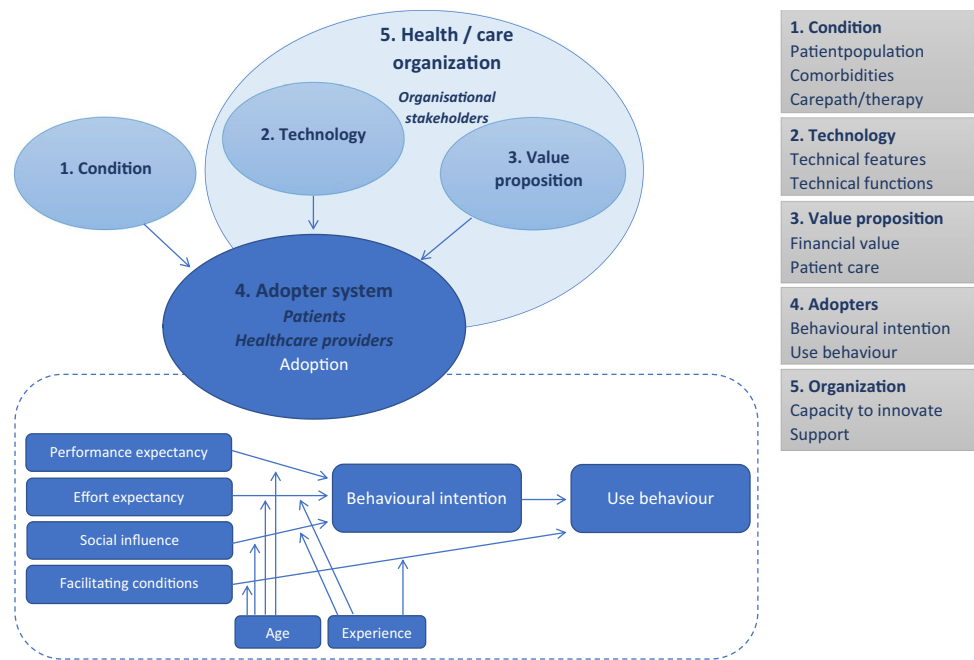 5. Health / care
organization
Organisational
stakeholders
2. Technology
1. Condition
3. Value
proposition
4. Adopter system
Patients
Healthcare providers
Adoption
Performance expectancy
Effort expectancy
Social influence
Facilitating conditions
Behavioural intention
Use behaviour
Age
Experience
1. Condition
Patientpopulation
Comorbidities
Carepath/therapy
2. Technology
Technical features
Technical functions
3. Value proposition
Financial value
Patient care
4. Adopters
Behavioural intention
Use behaviour
5. Organization
Capacity to innovate
Support